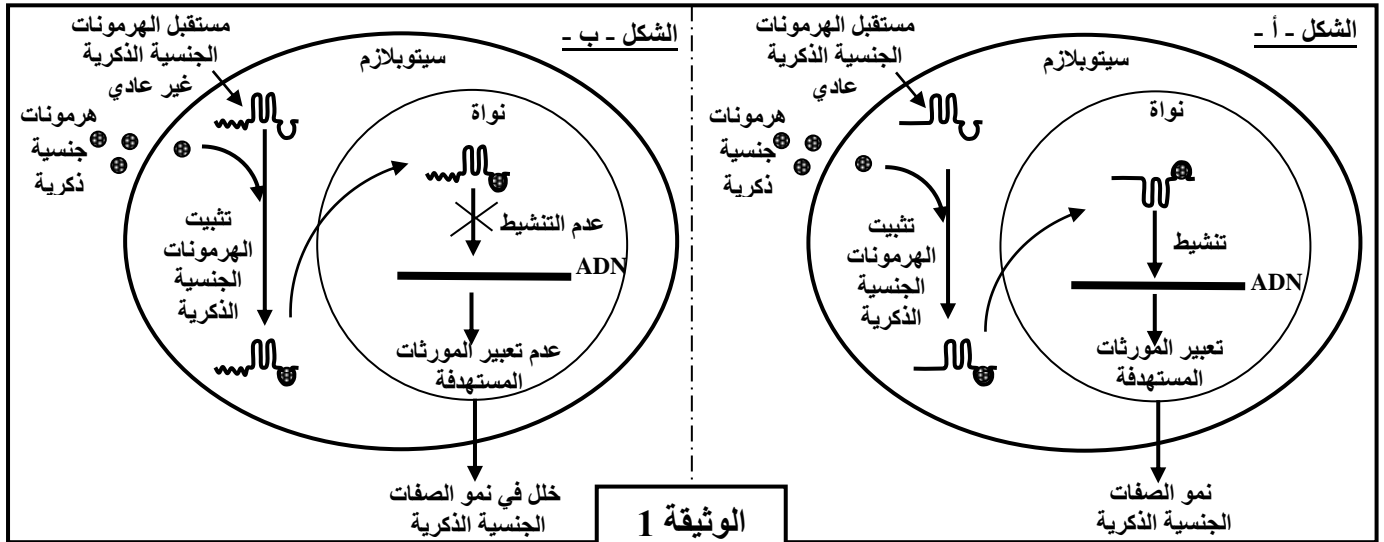 الشكل - أ -
مستقبل الهرمونات
الجنسية الذكرية
عادي
سيتوبلازم
نواة
هرمونات
جنسية
ذكرية
تثبيت
الهرمونات
الجنسية
الذكرية
تنشيط
ADN
تعبير المورثات
المستهدفة
نمو الصفات
الجنسية الذكرية
الشكل - ب -
مستقبل الهرمونات
الجنسية الذكرية
غير عادي
سيتوبلازم
نواة
هرمونات
جنسية
ذكرية
تثبيت
الهرمونات
الجنسية
الذكرية
عدم التنشيط
ADN
عدم تعبير المورثات
المستهدفة
خلل في نمو الصفات
الجنسية الذكرية
الوثيقة 1